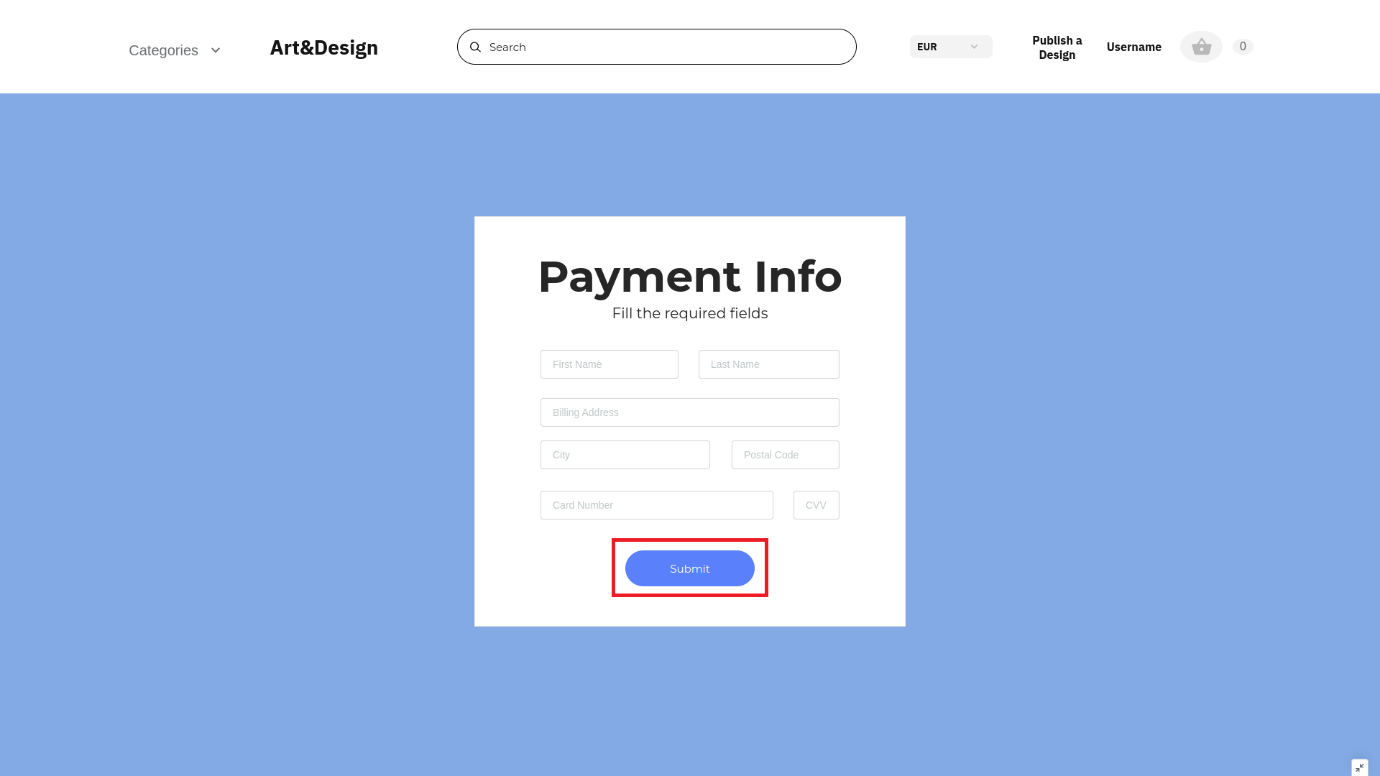 Categories
Art&Design
Search
EUR
Publish a
Design
Username
0
Payment Info
Fill the required fields
First Name
Last Name
Billing Address
City
Postal Code
Card Number
CVV
Submit